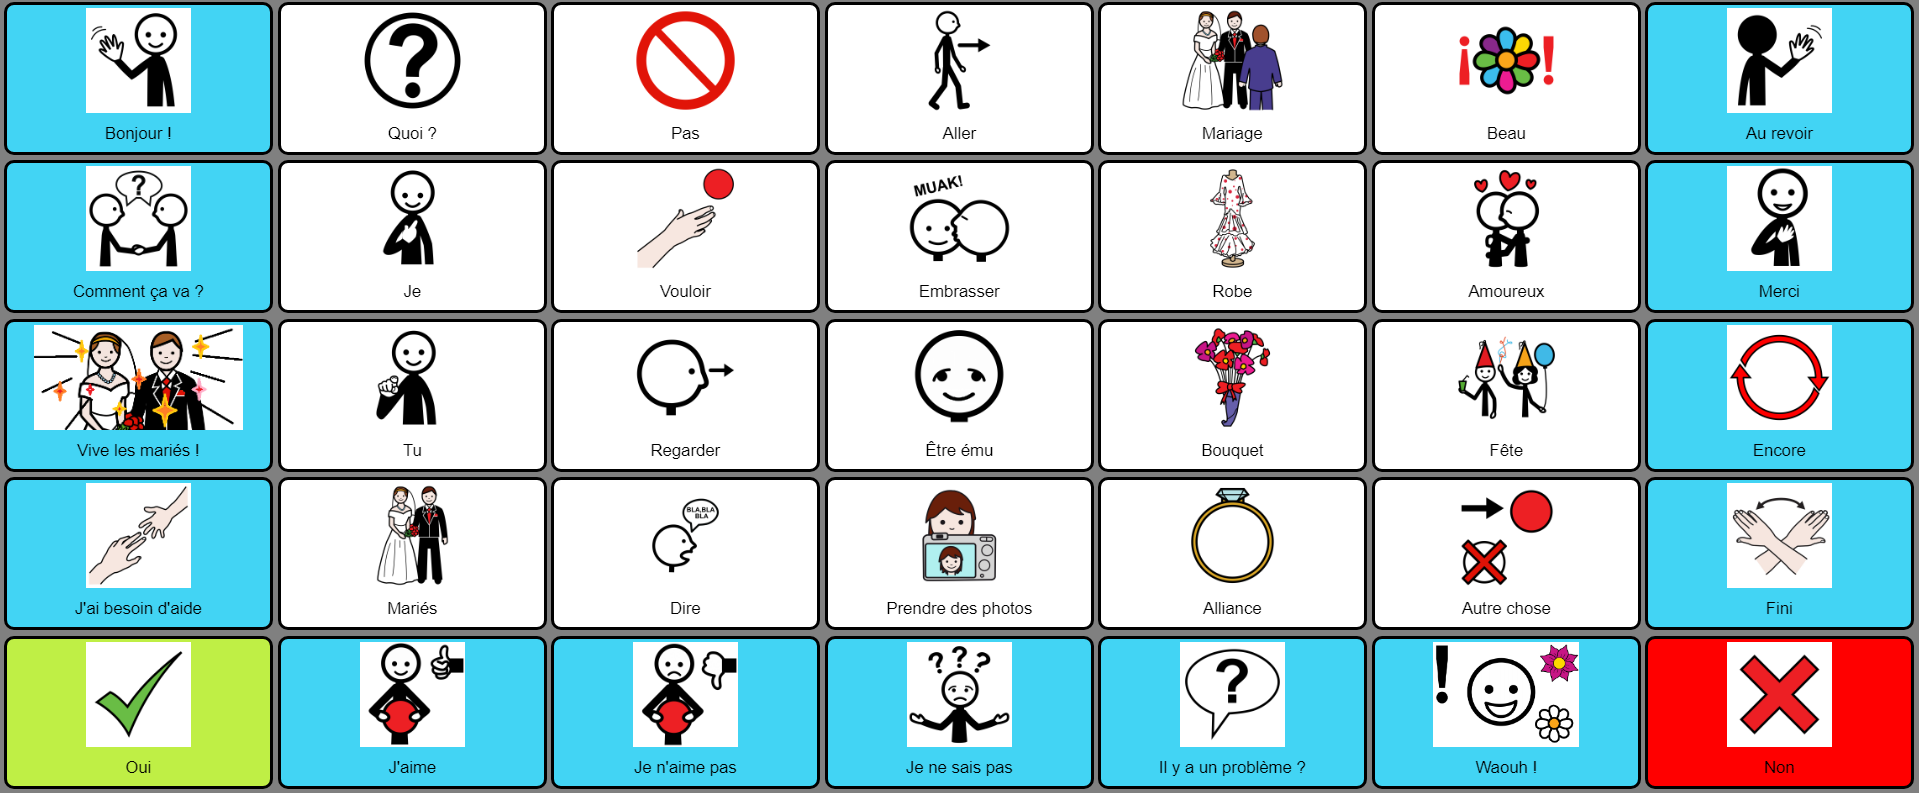 Bonjour !
Quoi ?
Pas
Aller
Mariage
Beau
Au revoir
Comment ça va ?
Je
Vouloir
MUAK!
Embrasser
Robe
Amoureux
Merci
Vive les mariés !
Tu
Regarder
Être ému
Bouquet
Fête
Encore
J'ai besoin d'aide
Mariés
BLA,BLA
BLA
Dire
Prendre des photos
Alliance
Autre chose
Fini
Oui
J'aime
Je n'aime pas
Je ne sais pas
Il y a un problème ?
Waouh !
Non